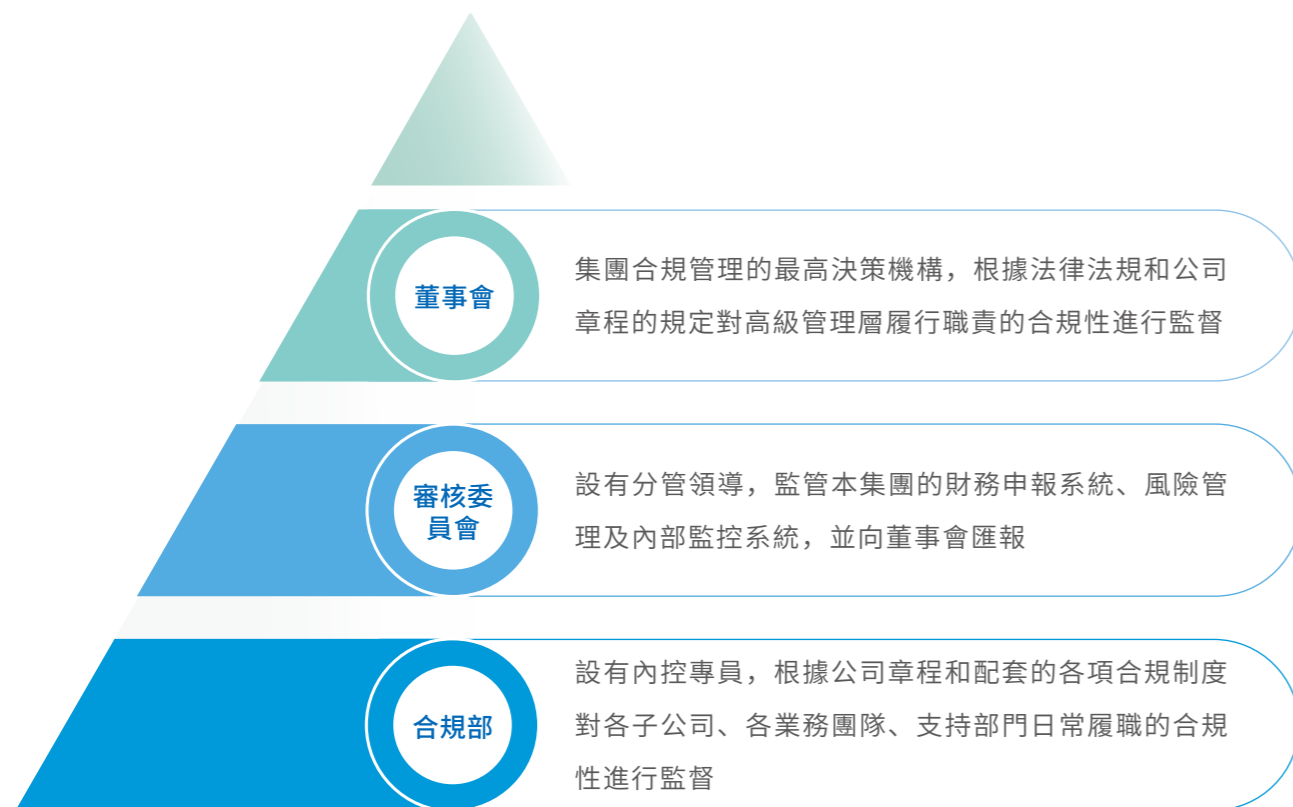 董事會
集團合規管理的最高決策機構，根據法律法規和公司
章程的規定對高級管理層履行職責的合規性進行監督
審核委
員會
設有分管領導，監管本集團的財務申報系統、風險管
理及內部監控系統，並向董事會匯報
合規部
設有內控專員，根據公司章程和配套的各項合規制度
對各子公司、各業務團隊、支持部門日常履職的合規
性進行監督